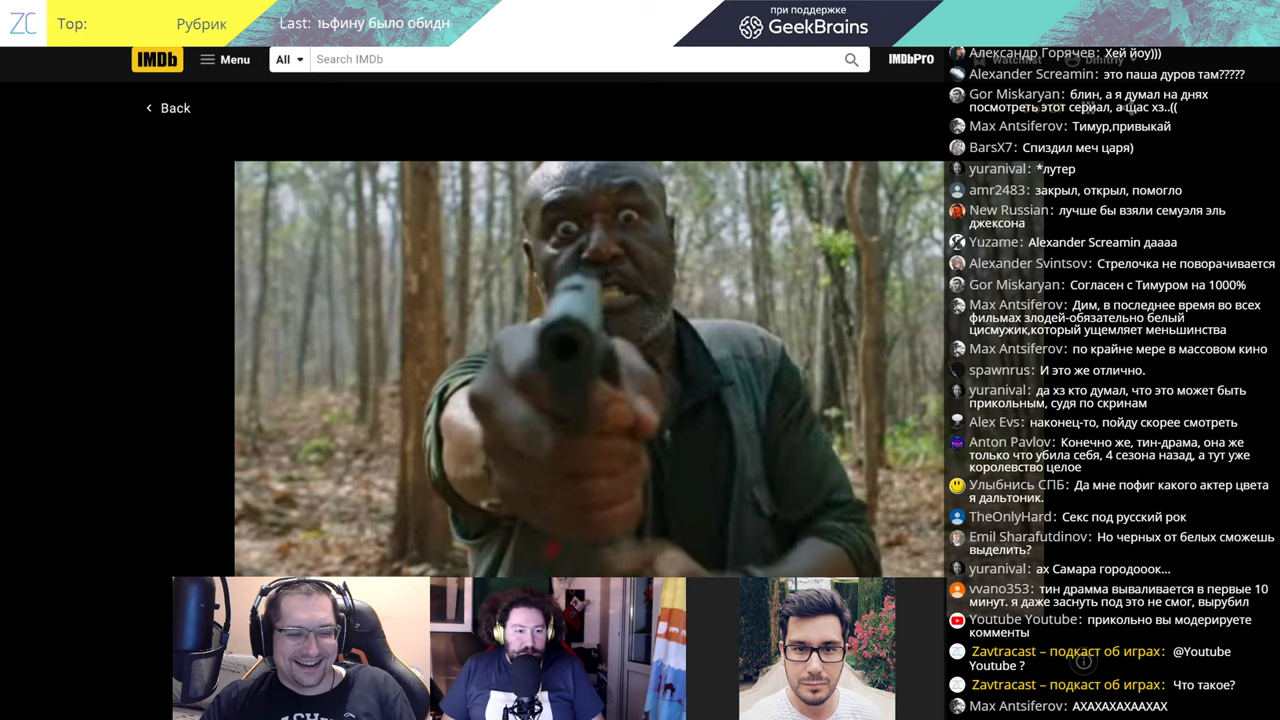 ZC
Top:
Рубрик
Last:
ьфину было обидн
при поддержке
GeekBrains
IMDb
Menu
All
Search IMDb
IMDbPro
Watchlist
Dmitriy
Back
Александр Горячев: Хей йоу)))
Alexander Screamin: это паша дуров там?????
Gor Miskaryan: блин, а я думал на днях
посмотреть этот сериал, а щас хз..((
Max Antsiferov: Тимур,привыкай
BarsX7: Спиздил меч царя)
yuranival: *лутер
amr2483: закрыл, открыл, помогло
New Russian: лучше бы взяли семуэля эль
джексона
Yuzame: Alexander Screamin даааа
Alexander Svintsov: Стрелочка не поворачивается
Gor Miskaryan: Согласен с Тимуром на 1000%
Max Antsiferov: Дим, в последнее время во всех
фильмах злодей-обязательно белый
цисмужик,который ущемляет меньшинства
Max Antsiferov: по крайне мере в массовом кино
spawnrus: И это же отлично.
yuranival: да хз кто думал, что это может быть
прикольным, судя по скринам
Alex Evs: наконец-то, пойду скорее смотреть
Anton Pavlov: Конечно же, тин-драма, она же
только что убила себя, 4 сезона назад, а тут уже
королевство целое
Улыбнись СПБ: Да мне пофиг какого актер цвета
я дальтоник.
TheOnlyHard: Секс под русский рок
Emil Sharafutdinov: Но черных от белых сможешь
выделить?
yuranival: ах Самара городооок...
vvano353: тин драмма вываливается в первые 10
минут. я даже заснуть под это не смог, вырубил
Youtube Youtube: прикольно вы модерируете
комменты
Zavtracast – подкаст об играх: @Youtube
Youtube ?
Zavtracast – подкаст об играх: Что такое?
Max Antsiferov: АХАХАХАХААХАХ